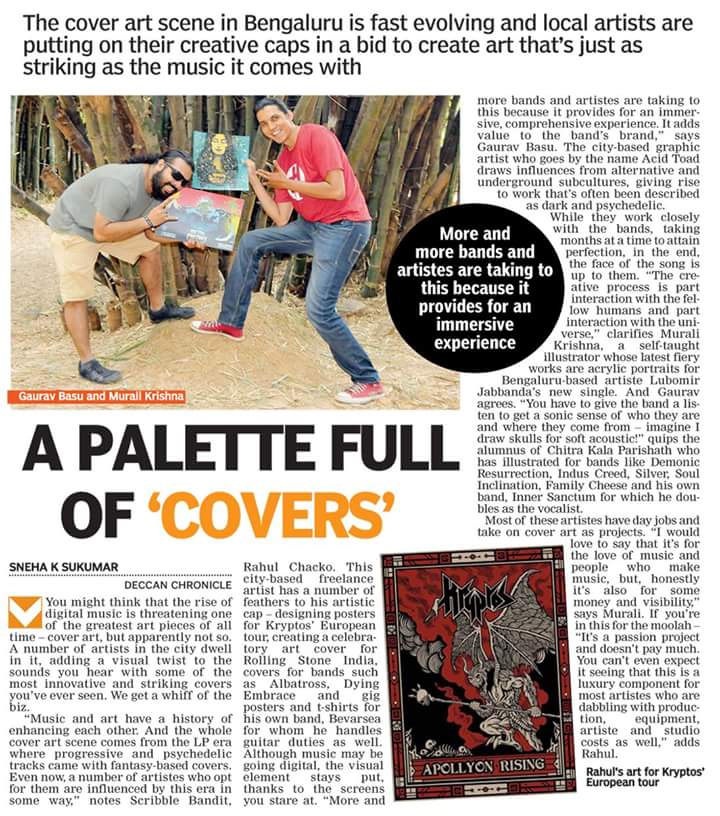 The cover art scene in Bengaluru is fast evolving and local artists are
putting on their creative caps in a bid to create art that's just as
striking as the music it comes with
Gaurav Basu and Murali Krishna
A PALETTE FULL
OF 'COVERS'
SNEHA K SUKUMAR
DECCAN CHRONICLE
You might think that the rise of
digital music is threatening one
of the greatest art pieces of all
time – cover art, but apparently not so.
A number of artists in the city dwell
in it, adding a visual twist to the
sounds you hear with some of the
most innovative and striking covers
you've ever seen. We get a whiff of the
biz.
"Music and art have a history of
enhancing each other. And the whole
cover art scene comes from the LP era
where progressive and psychedelic
tracks came with fantasy-based covers.
Even now, a number of artistes who opt
for them are influenced by this era in
some way," notes Scribble Bandit,
Rahul Chacko. This
city-based freelance
artist has a number of
feathers to his artistic
cap – designing posters
for Kryptos' European
tour, creating a celebra-
tory art cover for
Rolling Stone India,
covers for bands such
as Albatross, Dying
Embrace and gig
posters and t-shirts for
his own band, Bevarsea
for whom he handles
guitar duties as well.
Although music may be
going digital, the visual
element stays put,
thanks to the screens
you stare at. "More and
more bands and artistes are taking to
this because it provides for an immer-
sive, comprehensive experience. It adds
value to the band's brand," says
Gaurav Basu. The city-based graphic
artist who goes by the name Acid Toad
draws influences from alternative and
underground subcultures, giving rise
to work that's often been described
as dark and psychedelic.
While they work closely
with the bands, taking
months at a time to attain
perfection, in the end,
the face of the song is
up to them. "The cre-
ative process is part
interaction with the fel-
low humans and part
interaction with the uni-
verse," clarifies Murali
Krishna, a self-taught
illustrator whose latest fiery
works are acrylic portraits for
Bengaluru-based artiste Lubomir
Jabbanda's new single. And Gaurav
agrees. "You have to give the band a lis-
ten to get a sonic sense of who they are
and where they come from – imagine I
draw skulls for soft acoustic!" quips the
alumnus of Chitra Kala Parishath who
has illustrated for bands like Demonic
Resurrection, Indus Creed, Silver, Soul
Inclination, Family Cheese and his own
band, Inner Sanctum for which he dou-
bles as the vocalist.
Most of these artistes have day jobs and
take on cover art as projects. "I would
love to say that it's for
the love of music and
people who make
music, but, honestly
it's also for some
money and visibility,"
says Murali. If you're
in this for the moolah –
"It's a passion project
and doesn't pay much.
You can't even expect
it seeing that this is a
luxury component for
most artistes who are
dabbling with produc-
tion, equipment,
artiste and studio
costs as well," adds
Rahul.
More and
more bands and
artistes are taking to
this because it
provides for an
immersive
experience
Kryptos
APOLLYON RISING
Rahul's art for Kryptos'
European tour